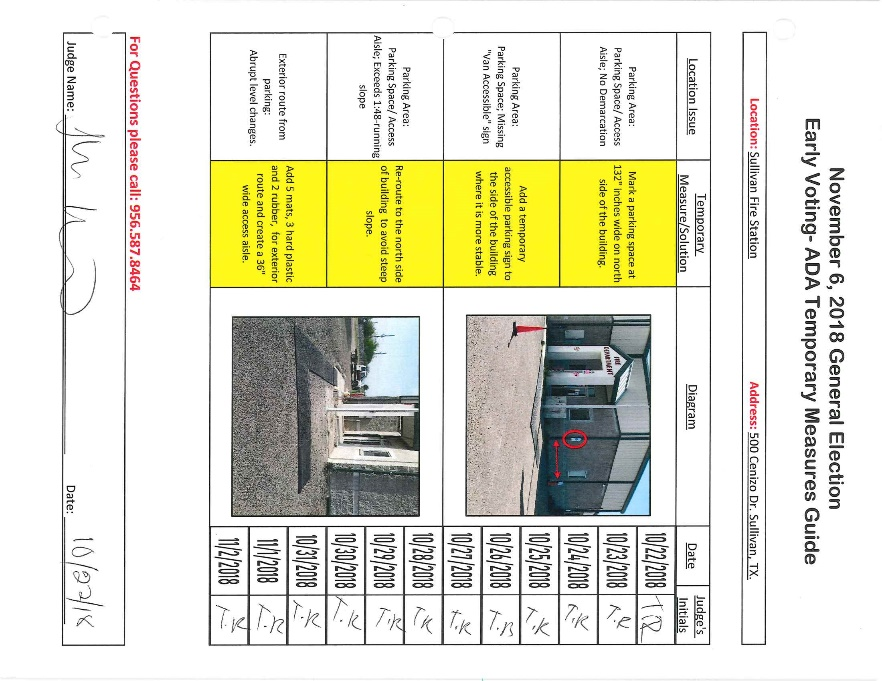 November 6, 2018 General Election
Early Voting- ADA Temporary Measures Guide
Location: Sullivan Fire Station
Address: 500 Cenizo Dr. Sullivan, TX.
Location Issue
Temporary
Measure/Solution
Diagram
Date
Judge's
Initials
Parking Area:
Parking Space/ Access
Aisle; No Demarcation
Mark a parking space at
132" inches wide on north
side of the building.
Parking Area:
Parking Space; Missing
"Van Accessible" sign
Add a temporary
accessible parking sign to
the side of the building
where it is more stable.
Parking Area:
Parking Space/ Access
Aisle; Exceeds 1:48-running
slope
Re-route to the north side
of building to avoid steep
slope.
Exterior route from
parking:
Abrupt level changes.
Add 5 mats, 3 hard plastic
and 2 rubber, for exterior
route and create a 36"
wide access aisle.
FIRE
DEPARTMENT
10/22/2018 T.R
10/23/2018 T.R
10/24/2018 T.R
10/25/2018 T.R
10/26/2018 T.R
10/27/2018 T.R
10/28/2018 T.R
10/29/2018 T.R
10/30/2018 T.R
10/31/2018 T.R
11/1/2018 T.R
11/2/2018 T.R
For Questions please call: 956.587.8464
Judge Name:
Date: 10/22/18